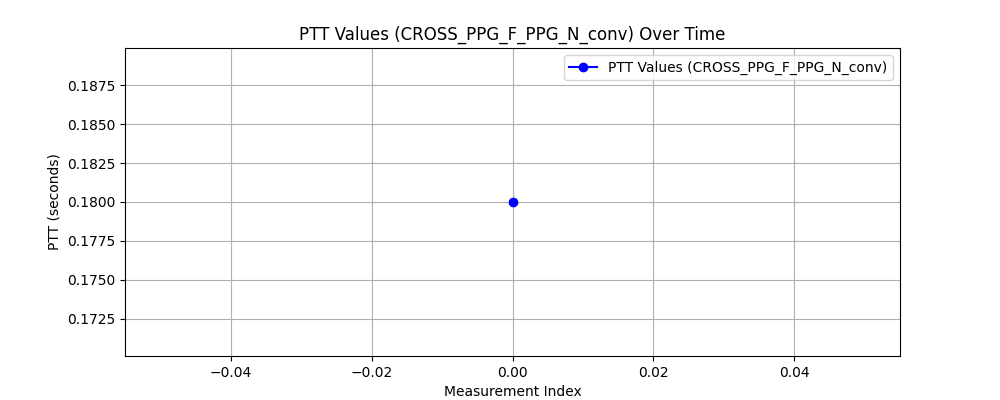 PTT Values (CROSS_PPG_F_PPG_N_conv) Over Time
PTT Values (CROSS_PPG_F_PPG_N_conv)
PTT (seconds)
0.1875
0.1850
0.1825
0.1800
0.1775
0.1750
0.1725
−0.04 −0.02 0.00 0.02 0.04
Measurement Index